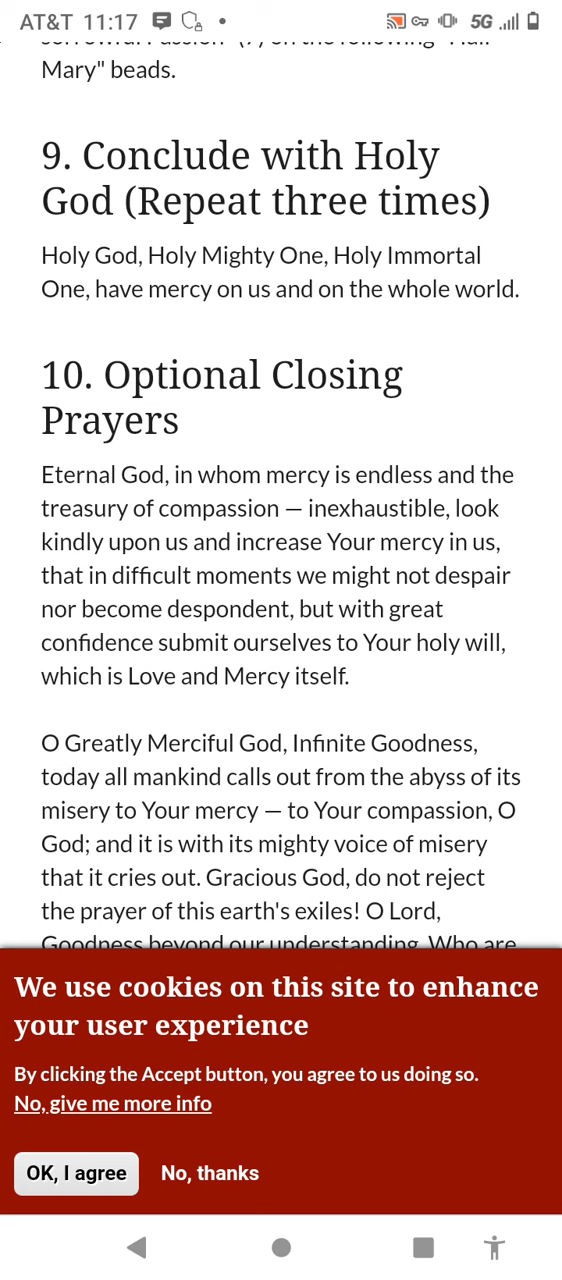 AT&T 11:17 5G
Mary" beads.
9. Conclude with Holy
God (Repeat three times)
Holy God, Holy Mighty One, Holy Immortal
One, have mercy on us and on the whole world.
10. Optional Closing
Prayers
Eternal God, in whom mercy is endless and the
treasury of compassion — inexhaustible, look
kindly upon us and increase Your mercy in us,
that in difficult moments we might not despair
nor become despondent, but with great
confidence submit ourselves to Your holy will,
which is Love and Mercy itself.
O Greatly Merciful God, Infinite Goodness,
today all mankind calls out from the abyss of its
misery to Your mercy — to Your compassion, O
God; and it is with its mighty voice of misery
that it cries out. Gracious God, do not reject
the prayer of this earth's exiles! O Lord,
Goodness beyond our understanding, Who are
We use cookies on this site to enhance
your user experience
By clicking the Accept button, you agree to us doing so.
No, give me more info
OK, I agree No, thanks